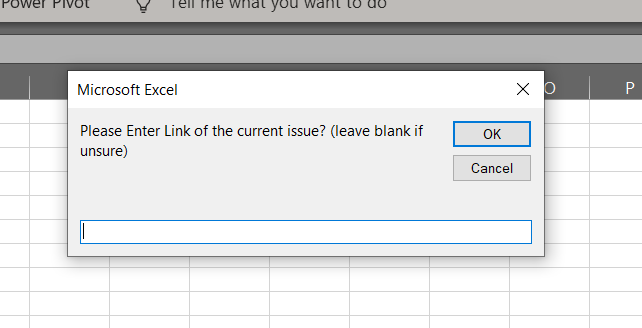 Power Pivot Tell me what you want to do
O P
Microsoft Excel
Please Enter Link of the current issue? (leave blank if
unsure)
OK
Cancel